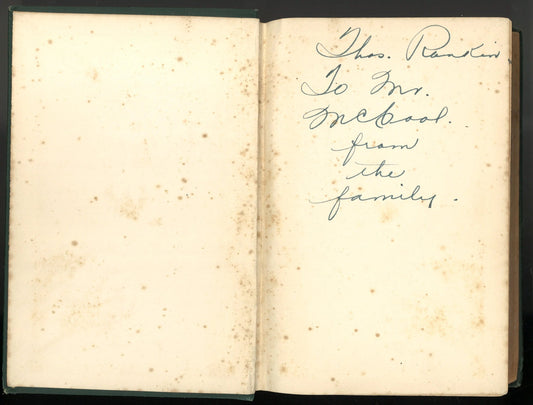 Thos. Rankin.
To Mr.
McCool.
from
the
family.